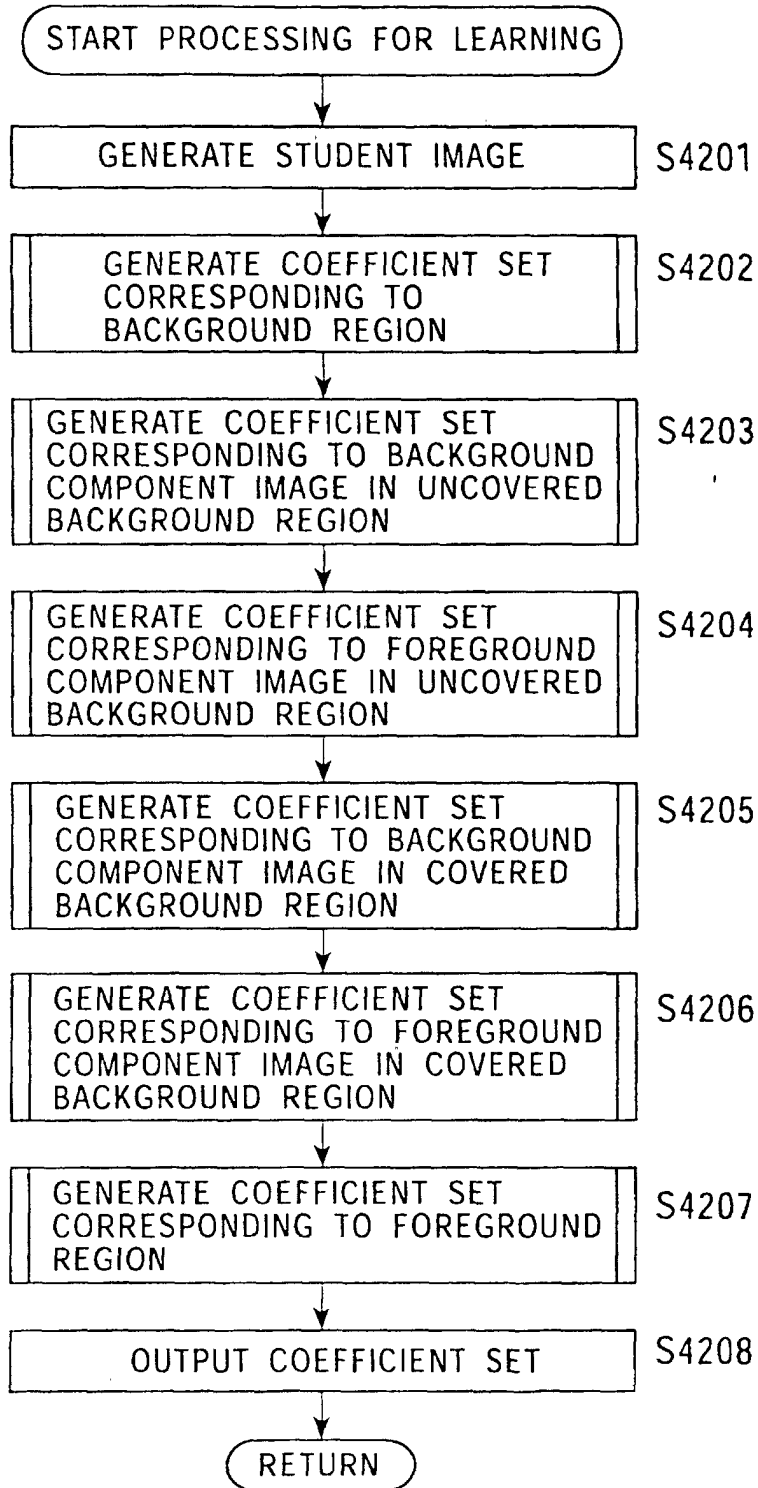 START PROCESSING FOR LEARNING
GENERATE STUDENT IMAGE
S4201
GENERATE COEFFICIENT SET
CORRESPONDING TO
BACKGROUND REGION
S4202
GENERATE COEFFICIENT SET
CORRESPONDING TO BACKGROUND
COMPONENT IMAGE IN UNCOVERED
BACKGROUND REGION
S4203
GENERATE COEFFICIENT SET
CORRESPONDING TO FOREGROUND
COMPONENT IMAGE IN UNCOVERED
BACKGROUND REGION
S4204
GENERATE COEFFICIENT SET
CORRESPONDING TO BACKGROUND
COMPONENT IMAGE IN COVERED
BACKGROUND REGION
S4205
GENERATE COEFFICIENT SET
CORRESPONDING TO FOREGROUND
COMPONENT IMAGE IN COVERED
BACKGROUND REGION
S4206
GENERATE COEFFICIENT SET
CORRESPONDING TO FOREGROUND
REGION
S4207
OUTPUT COEFFICIENT SET
S4208
RETURN